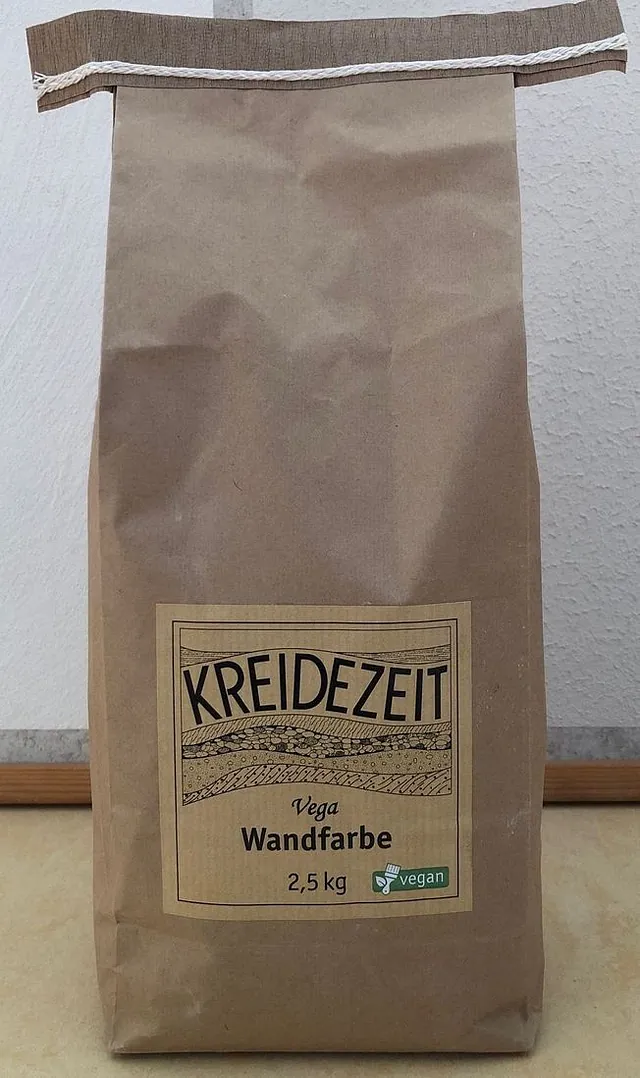 KREIDEZEIT
Vega
Wandfarbe
2,5 kg vegan